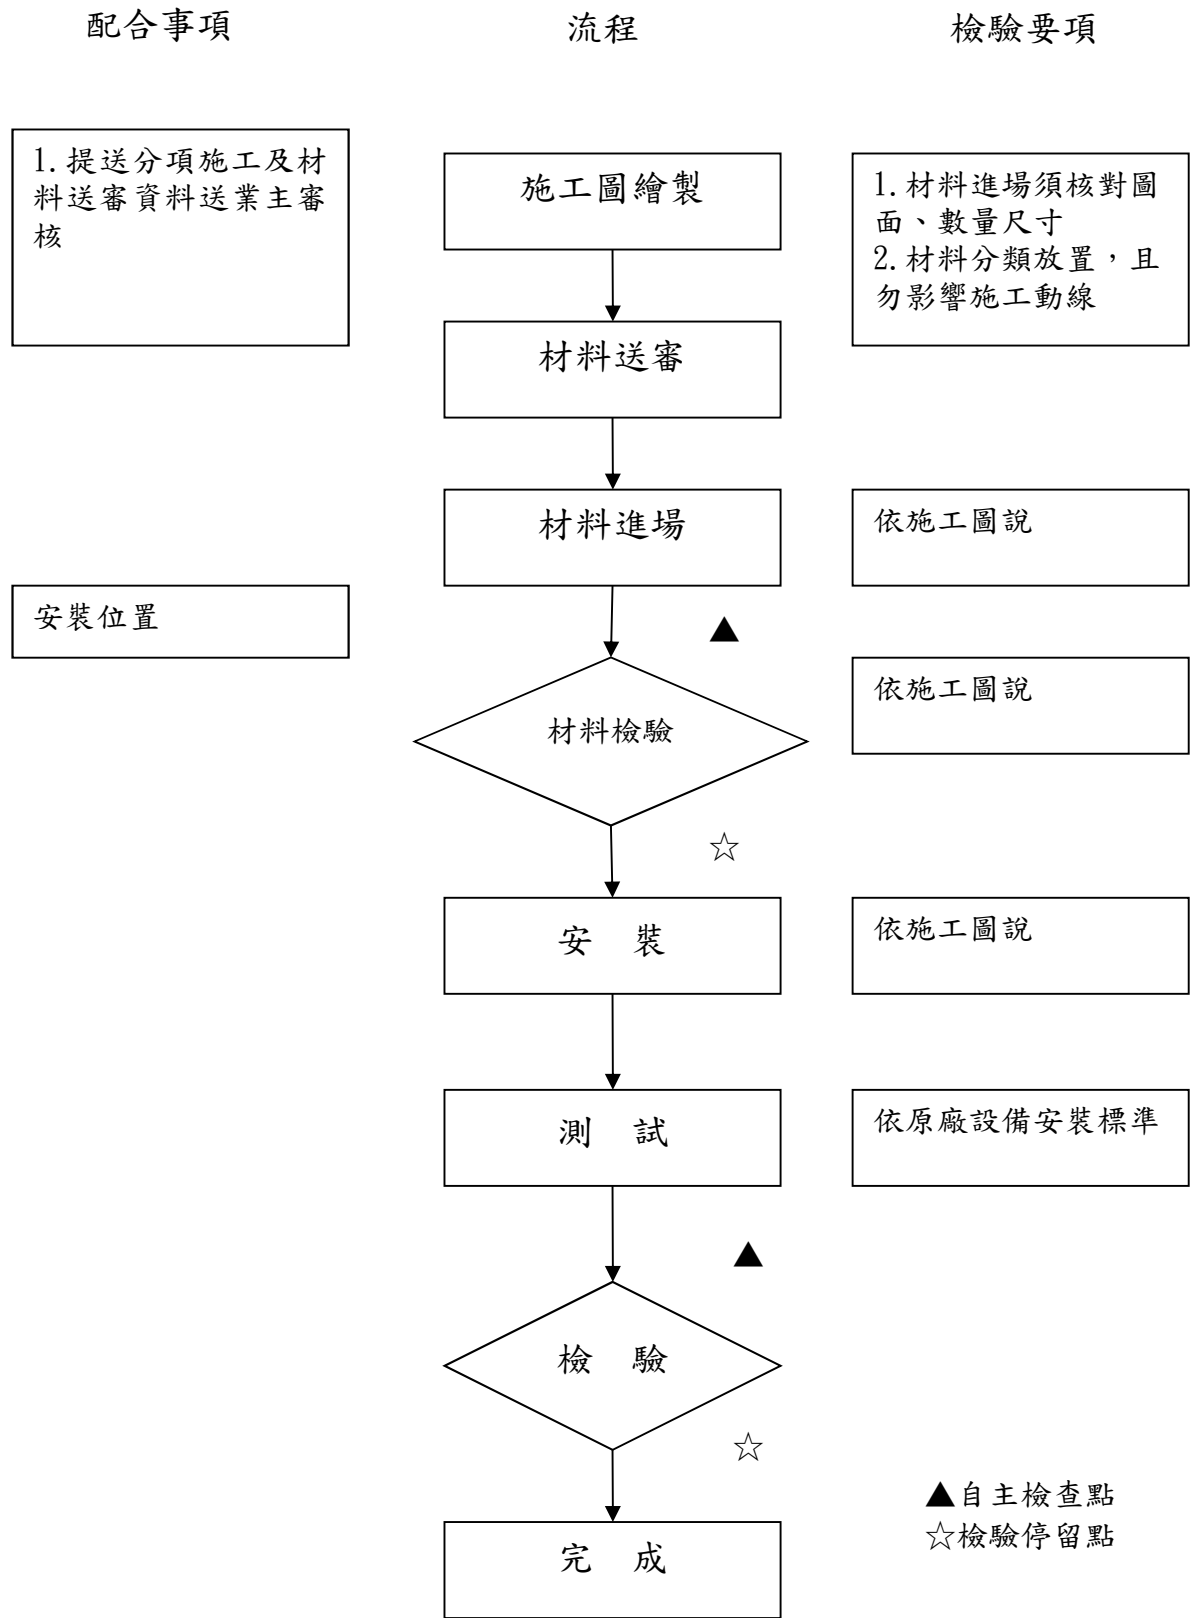 配合事項
流程
檢驗要項
1.提送分項施工及材
料送審資料送業主審
核
施工圖繪製
1.材料進場須核對圖
面、數量尺寸
2.材料分類放置，且
勿影響施工動線
材料送審
材料進場
依施工圖說
安裝位置
▲
依施工圖說
材料檢驗
☆
安 裝
依施工圖說
測 試
依原廠設備安裝標準
▲
檢 驗
☆
▲自主檢查點
☆檢驗停留點
完 成